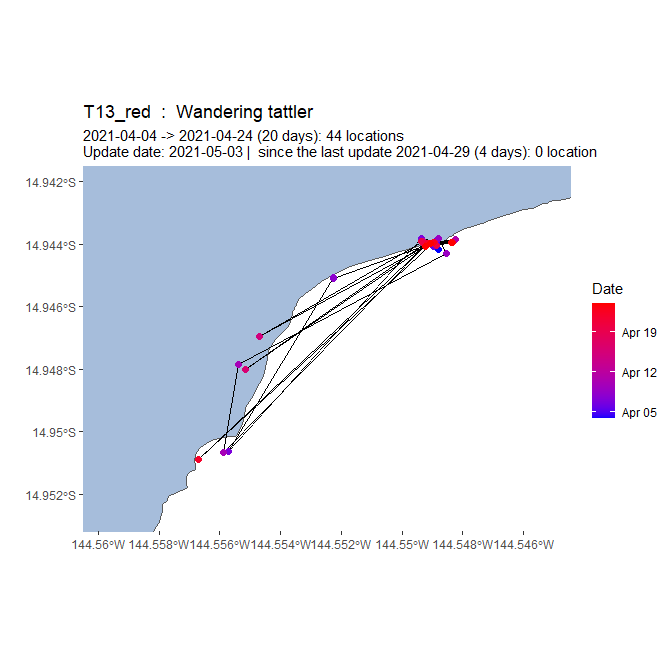 T13_red  :  Wandering tattler
2021-04-04 -> 2021-04-24 (20 days): 44 locations
Update date: 2021-05-03 |  since the last update 2021-04-29 (4 days): 0 location
14.942°S
14.944°S
14.946°S
14.948°S
14.95°S
14.952°S
144.56°W 144.558°W 144.556°W 144.554°W 144.552°W 144.55°W 144.548°W 144.546°W
Date
Apr 19
Apr 12
Apr 05